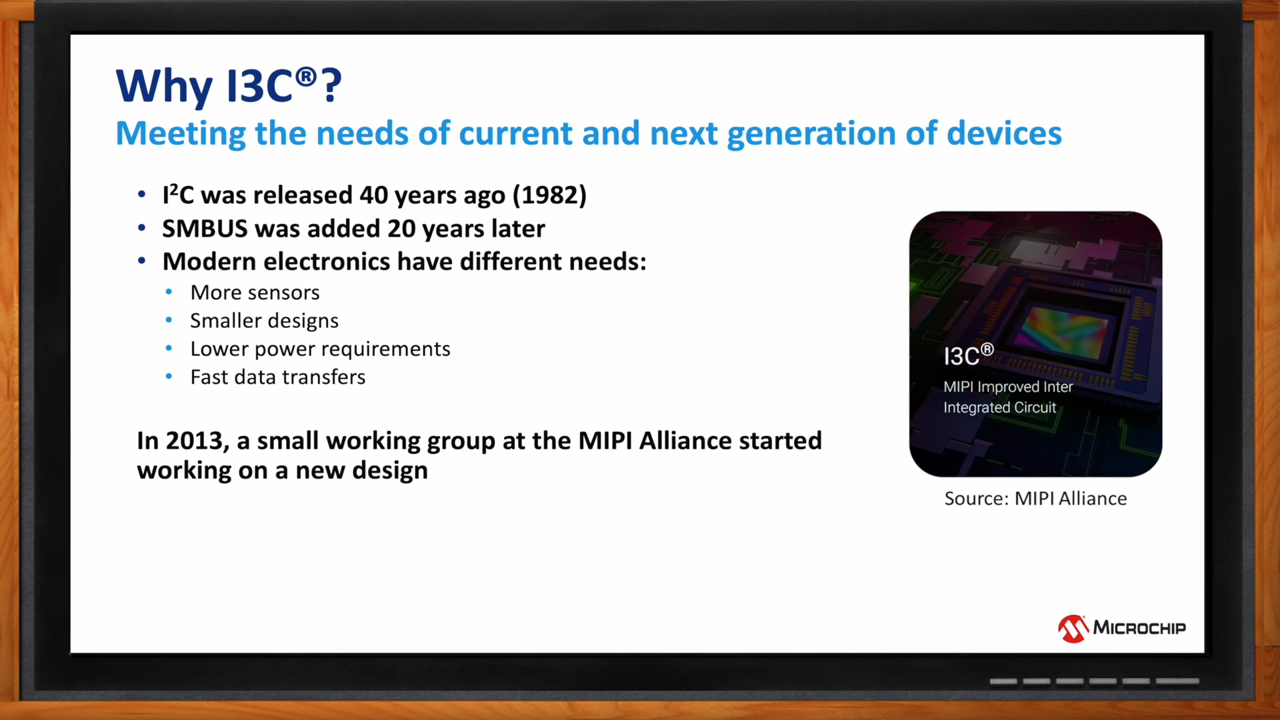 Why I3C®?
Meeting the needs of current and next generation of devices
• I²C was released 40 years ago (1982)
• SMBUS was added 20 years later
• Modern electronics have different needs:
• More sensors
• Smaller designs
• Lower power requirements
• Fast data transfers
In 2013, a small working group at the MIPI Alliance started
working on a new design
I3C®
MIPI Improved Inter
Integrated Circuit
Source: MIPI Alliance
MICROCHIP